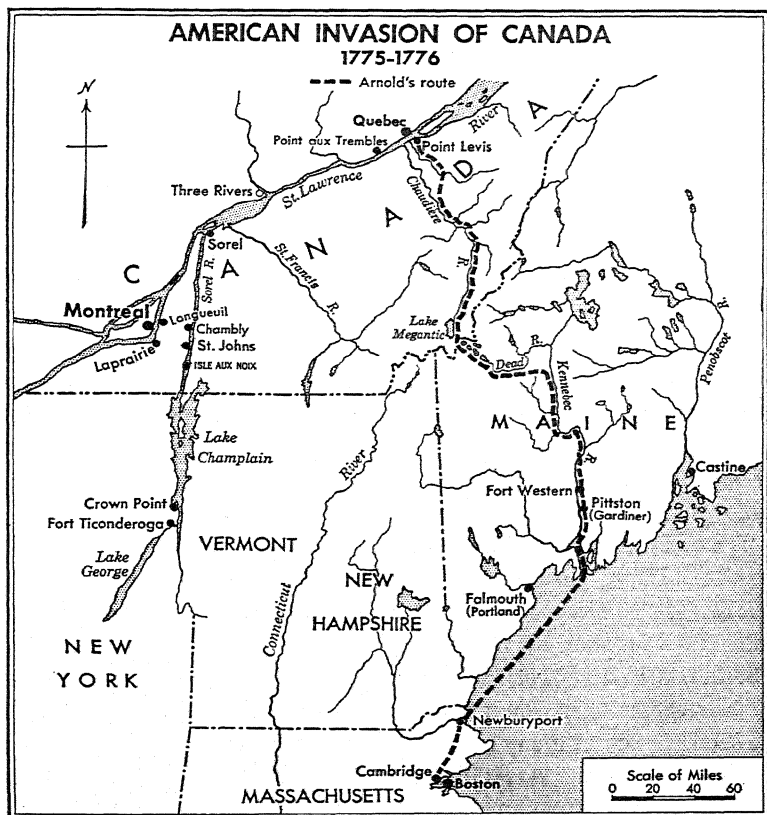 AMERICAN INVASION OF CANADA
1775-1776
Arnold's route
N
Quebec
River
Point aux Trembles
Point Levis
CANADA
Three Rivers
St. Lawrence
Chaudière
R.
Sorel
Sorel R.
St. Francis
R.
Montreal
Longueuil
Chambly
Laprairie
St. Johns
ISLE AUX NOIX
Lake
Megantic
Dead
R.
Kennebec
R.
Penobscot
R.
MAINE
Lake
Champlain
River
Connecticut
Castine
Crown Point
Fort Ticonderoga
Fort Western
Pittston
(Gardiner)
Lake
George
VERMONT
NEW
HAMPSHIRE
Falmouth
(Portland)
NEW
YORK
Newburyport
Cambridge
Boston
MASSACHUSETTS
Scale of Miles
0 20 40 60